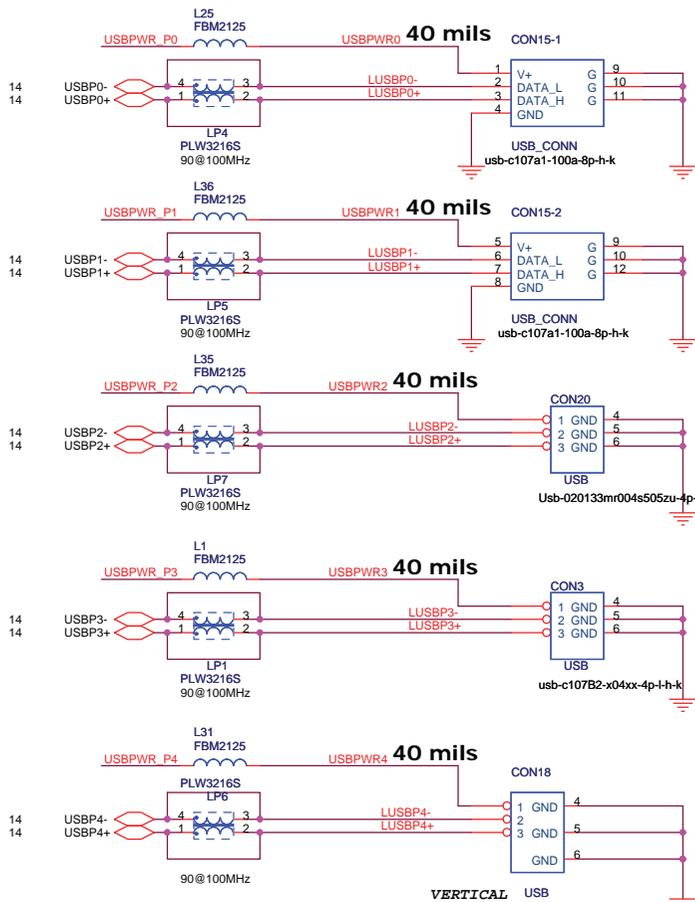 L25
FBM2125
USBPWR_P0
USBPWR0 40 mils
CON15-1
14 USBP0- 4 3 LUSBP0-
14 USBP0+ 1 2 LUSBP0+
1 V+ G 9
2 DATA_L G 10
3 DATA_H G 11
4 GND
LP4
PLW3216S
90@100MHz
USB_CONN
usb-c107a1-100a-8p-h-k
L36
FBM2125
USBPWR_P1
USBPWR1 40 mils
CON15-2
14 USBP1- 4 3 LUSBP1-
14 USBP1+ 1 2 LUSBP1+
5 V+ G 9
6 DATA_L G 10
7 DATA_H G 12
8 GND
LP5
PLW3216S
90@100MHz
USB_CONN
usb-c107a1-100a-8p-h-k
L35
FBM2125
USBPWR_P2
USBPWR2 40 mils
CON20
14 USBP2- 4 3 LUSBP2-
14 USBP2+ 1 2 LUSBP2+
1 GND 4
2 GND 5
3 GND 6
LP7
PLW3216S
90@100MHz
USB
Usb-020133mr004s505zu-4p-
L1
FBM2125
USBPWR_P3
USBPWR3 40 mils
CON3
14 USBP3- 4 3 LUSBP3-
14 USBP3+ 1 2 LUSBP3+
1 GND 4
2 GND 5
3 GND 6
LP1
PLW3216S
90@100MHz
USB
usb-c107B2-x04xx-4p-l-h-k
L31
FBM2125
USBPWR_P4
USBPWR4 40 mils
CON18
PLW3216S
LP6
14 USBP4- 4 3 LUSBP4-
14 USBP4+ 1 2 LUSBP4+
1 GND 4
2
3 GND 5
GND 6
90@100MHz
VERTICAL USB